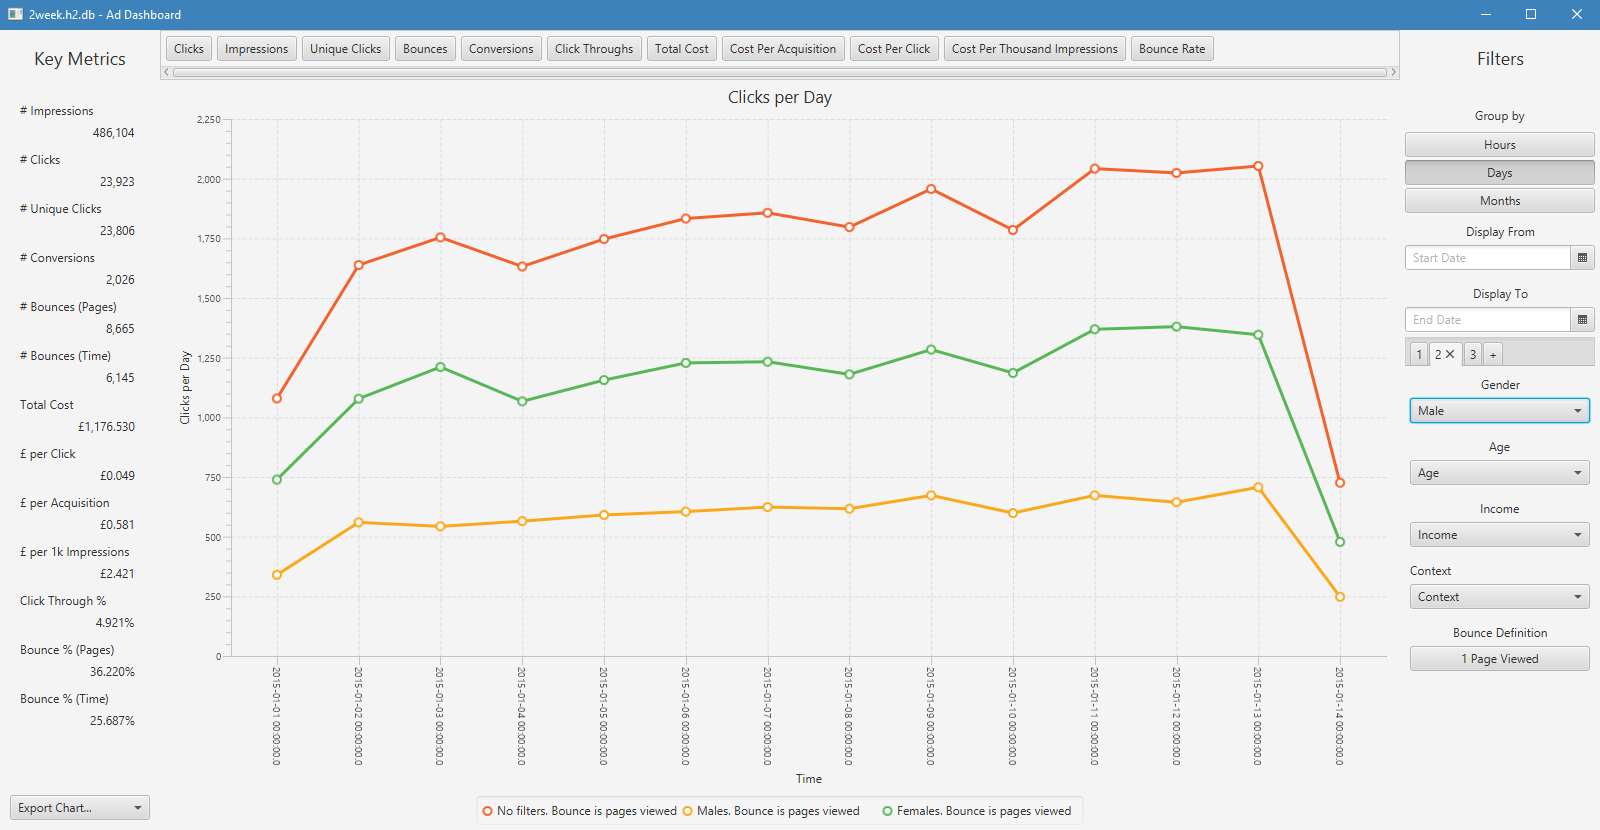 2week.h2.db - Ad Dashboard
Key Metrics
# Impressions
486,104
# Clicks
23,923
# Unique Clicks
23,806
# Conversions
2,026
# Bounces (Pages)
8,665
# Bounces (Time)
6,145
Total Cost
£1,176.530
£ per Click
£0.049
£ per Acquisition
£0.581
£ per 1k Impressions
£2.421
Click Through %
4.921%
Bounce % (Pages)
36.220%
Bounce % (Time)
25.687%
Export Chart...
Clicks Impressions Unique Clicks Bounces Conversions Click Throughs Total Cost Cost Per Acquisition Cost Per Click Cost Per Thousand Impressions Bounce Rate
Clicks per Day
Clicks per Day
2,250
2,000
1,750
1,500
1,250
1,000
750
500
250
0
2015-01-01 00:00:00.0
2015-01-02 00:00:00.0
2015-01-03 00:00:00.0
2015-01-04 00:00:00.0
2015-01-05 00:00:00.0
2015-01-06 00:00:00.0
2015-01-07 00:00:00.0
2015-01-08 00:00:00.0
2015-01-09 00:00:00.0
2015-01-10 00:00:00.0
2015-01-11 00:00:00.0
2015-01-12 00:00:00.0
2015-01-13 00:00:00.0
2015-01-14 00:00:00.0
Time
No filters. Bounce is pages viewed Males. Bounce is pages viewed Females. Bounce is pages viewed
Filters
Group by
Hours
Days
Months
Display From
Start Date
Display To
End Date
1 2 3 +
Gender
Male
Age
Age
Income
Income
Context
Context
Bounce Definition
1 Page Viewed